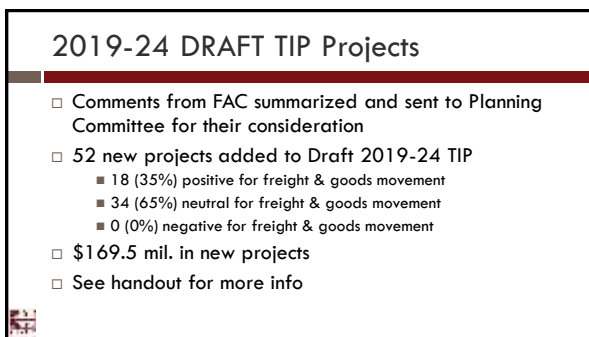 2019-24 DRAFT TIP Projects
Comments from FAC summarized and sent to Planning
Committee for their consideration
52 new projects added to Draft 2019-24 TIP
18 (35%) positive for freight & goods movement
34 (65%) neutral for freight & goods movement
0 (0%) negative for freight & goods movement
$169.5 mil. in new projects
See handout for more info